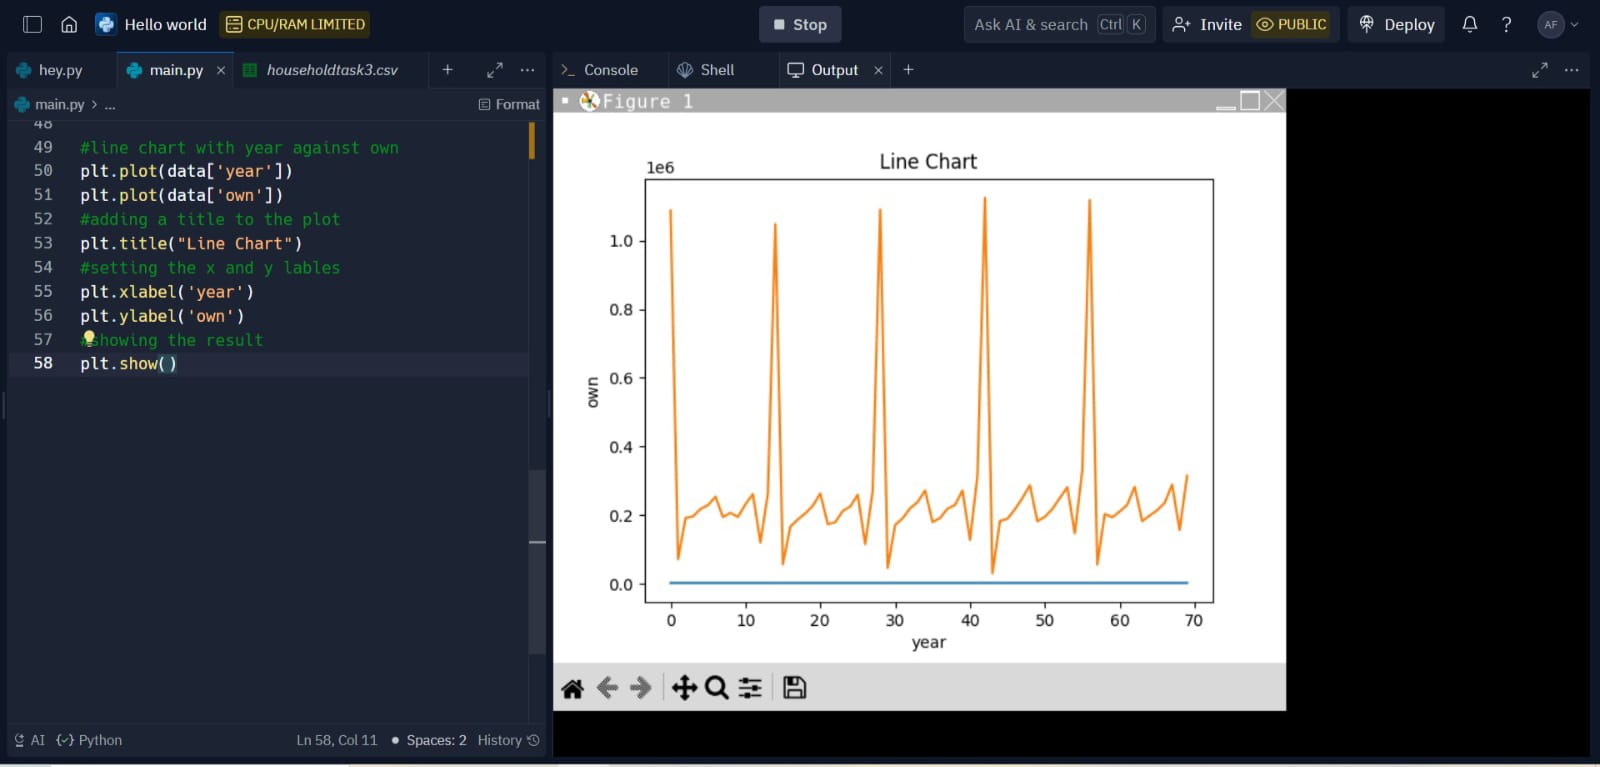 Hello world
CPU/RAM LIMITED
Stop
Ask AI & search Ctrl K
Invite
PUBLIC
Deploy
AF
hey.py
main.py
householdtask3.csv
Console
Shell
Output
main.py > ...
Format
Figure 1
48
49 #line chart with year against own
50 plt.plot(data['year'])
51 plt.plot(data['own'])
52 #adding a title to the plot
53 plt.title("Line Chart")
54 #setting the x and y lables
55 plt.xlabel('year')
56 plt.ylabel('own')
57 #showing the result
58 plt.show()
Line Chart
1e6
1.0
0.8
0.6
0.4
0.2
0.0
own
0 10 20 30 40 50 60 70
year
AI
Python
Ln 58, Col 11
Spaces: 2
History